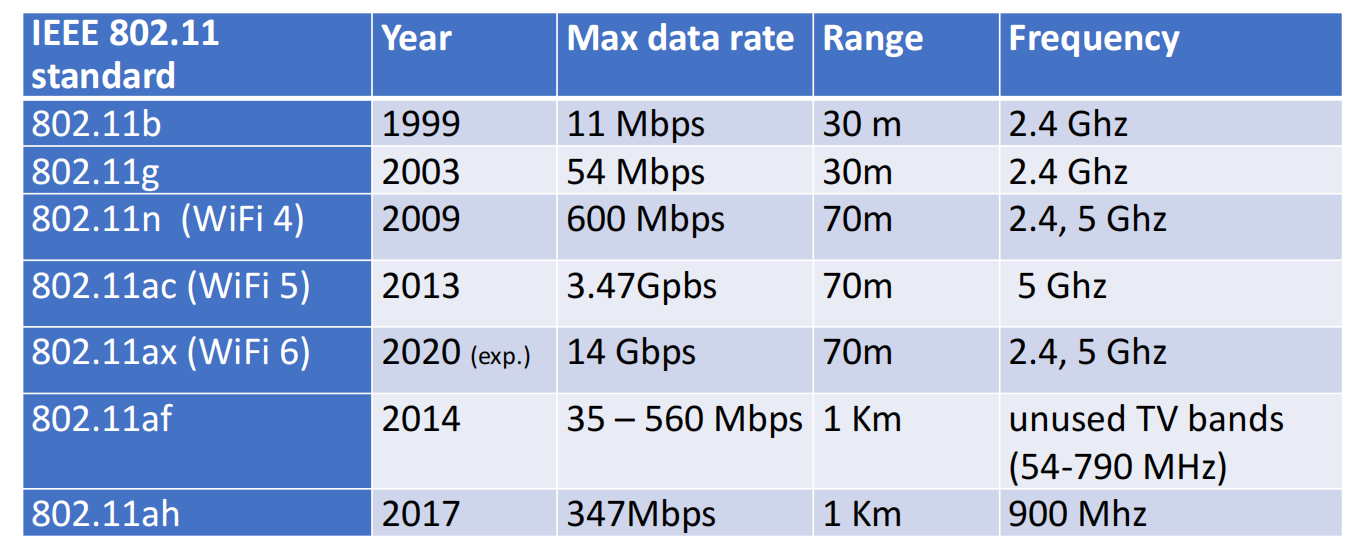 IEEE 802.11 standard Year Max data rate Range Frequency
802.11b 1999 11 Mbps 30 m 2.4 Ghz
802.11g 2003 54 Mbps 30m 2.4 Ghz
802.11n (WiFi 4) 2009 600 Mbps 70m 2.4, 5 Ghz
802.11ac (WiFi 5) 2013 3.47Gpbs 70m 5 Ghz
802.11ax (WiFi 6) 2020 (exp.) 14 Gbps 70m 2.4, 5 Ghz
802.11af 2014 35 – 560 Mbps 1 Km unused TV bands
(54-790 MHz)
802.11ah 2017 347Mbps 1 Km 900 Mhz